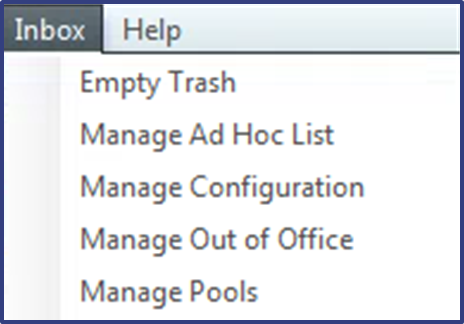 Inbox Help
Empty Trash
Manage Ad Hoc List
Manage Configuration
Manage Out of Office
Manage Pools